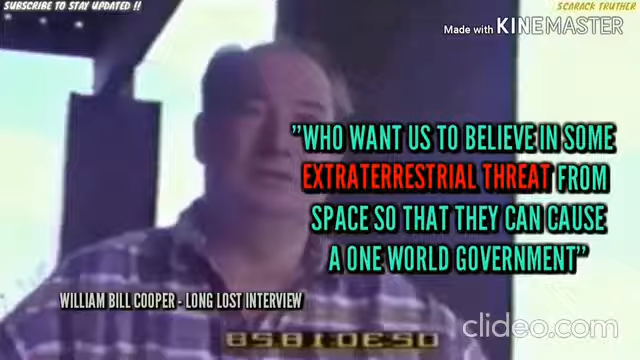 SUBSCRIBE TO STAY UPDATED !!
SCARACK TRUTHER
Made with KINEMASTER
"WHO WANT US TO BELIEVE IN SOME
EXTRATERRESTRIAL THREAT FROM
SPACE SO THAT THEY CAN CAUSE
A ONE WORLD GOVERNMENT"
WILLIAM BILL COOPER - LONG LOST INTERVIEW
clideo.com